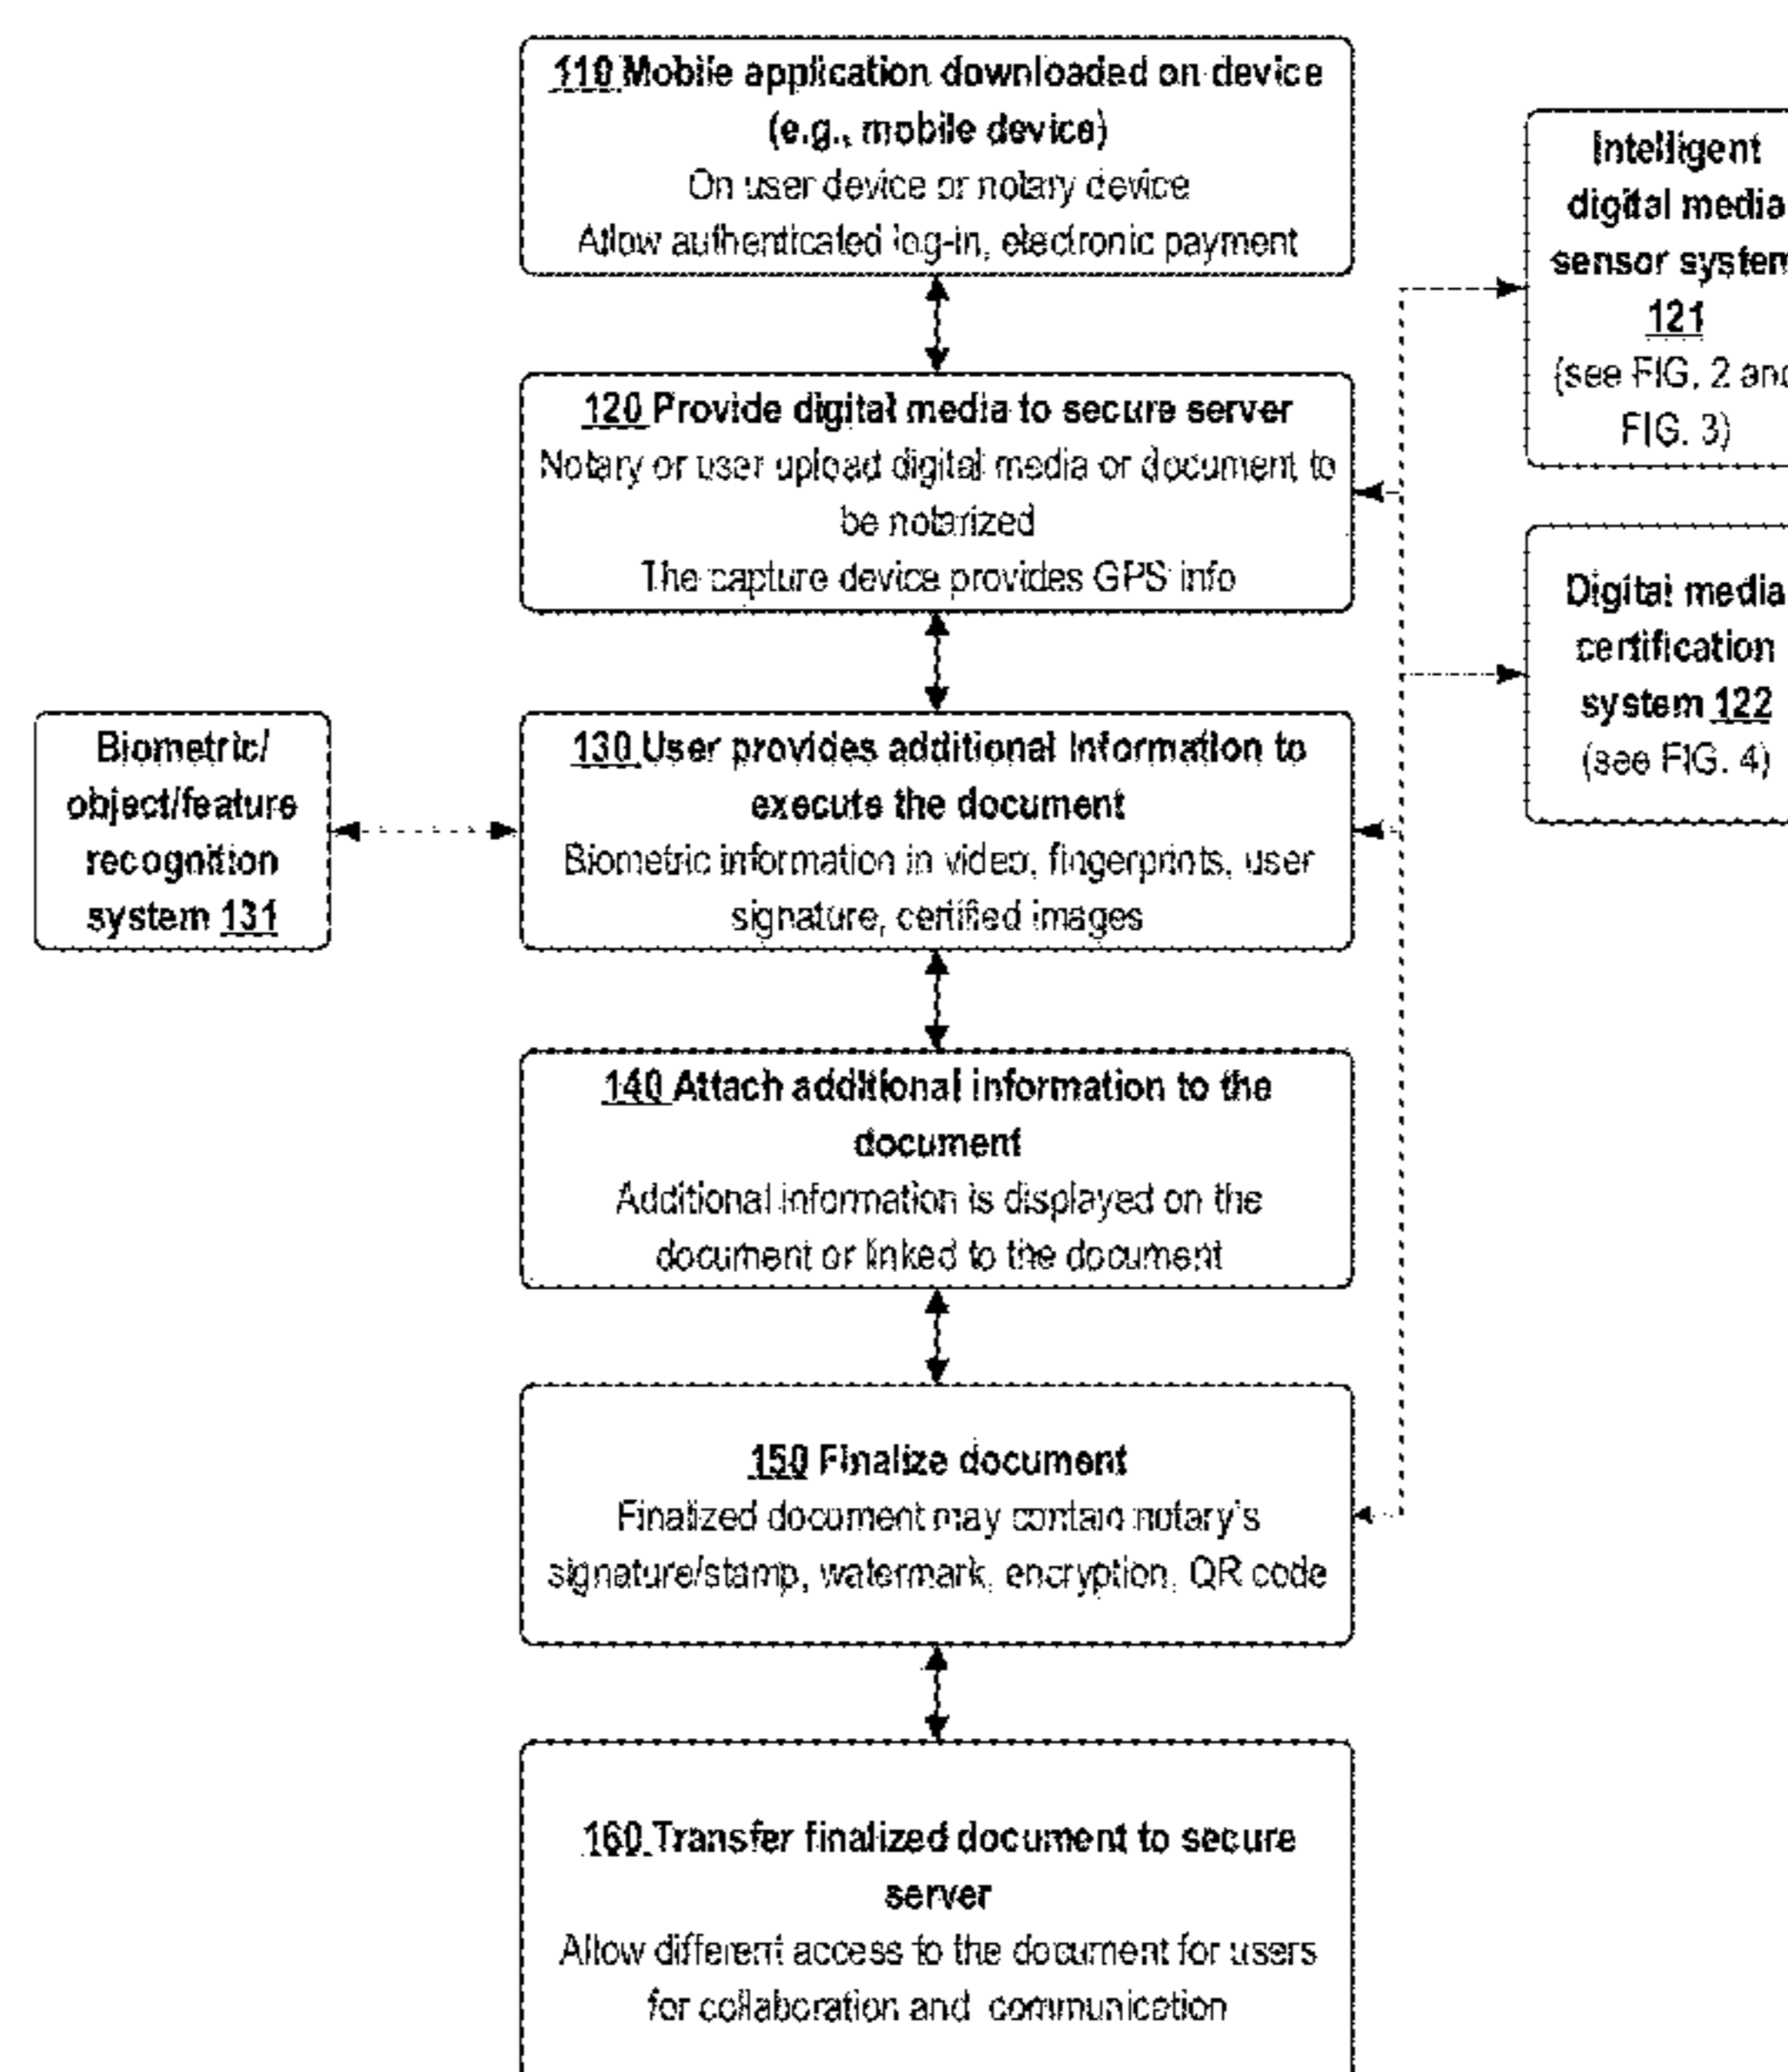 110 Mobile application downloaded on device
(e.g., mobile device)
On user device or notary device
Allow authenticated log-in, electronic payment
Intelligent
digital media
sensor system
121
(see FIG. 2 and
FIG. 3)
120 Provide digital media to secure server
Notary or user upload digital media or document to
be notarized
The capture device provides GPS info
Digital media
certification
system 122
(see FIG. 4)
Biometric/
object/feature
recognition
system 131
130 User provides additional information to
execute the document
Biometric information in video, fingerprints, user
signature, certified images
140 Attach additional information to the
document
Additional information is displayed on the
document or linked to the document
150 Finalize document
Finalized document may contain notary's
signature/stamp, watermark, encryption, QR code
160 Transfer finalized document to secure
server
Allow different access to the document for users
for collaboration and communication